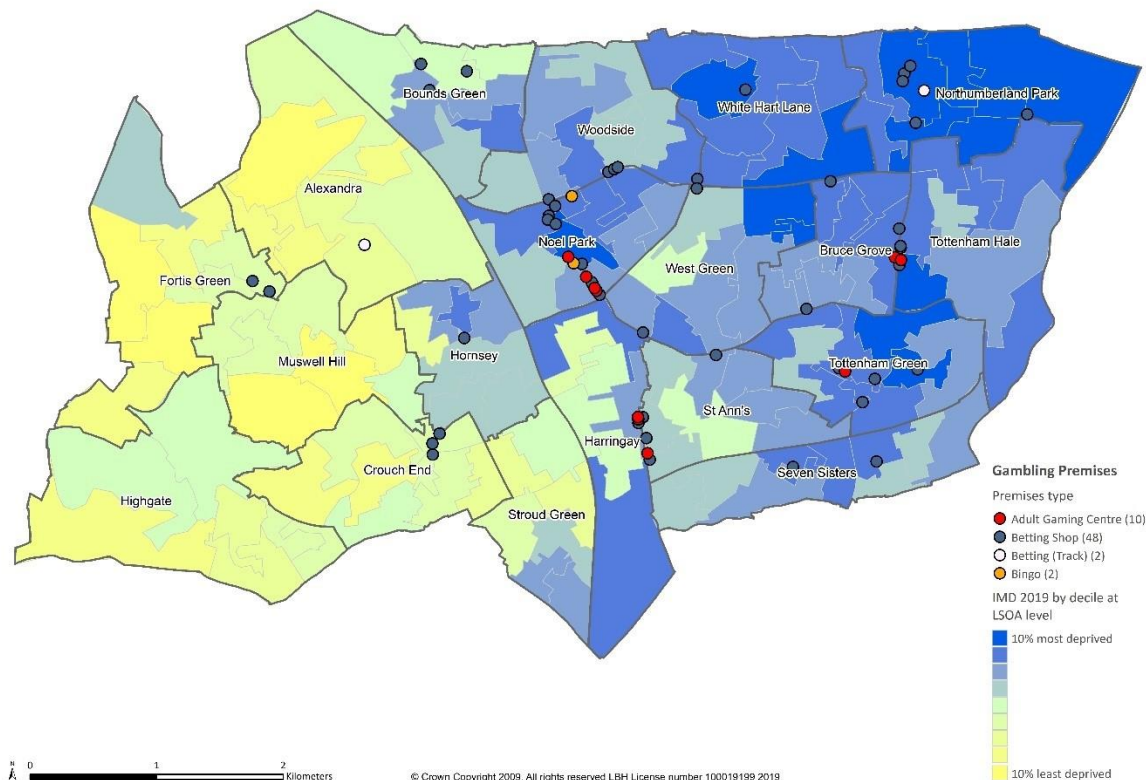 Bounds Green
White Hart Lane
Northumberland Park
Woodside
Alexandra
Noel Park
Bruce Grove
Tottenham Hale
West Green
Fortis Green
Muswell Hill
Hornsey
Tottenham Green
St Ann's
Harringay
Crouch End
Seven Sisters
Highgate
Stroud Green
Gambling Premises
Premises type
Adult Gaming Centre (10)
Betting Shop (48)
Betting (Track) (2)
Bingo (2)
IMD 2019 by decile at
LSOA level
10% most deprived
10% least deprived
N
0 1 2
Kilometers
© Crown Copyright 2009. All rights reserved LBH License number 100019199 2019